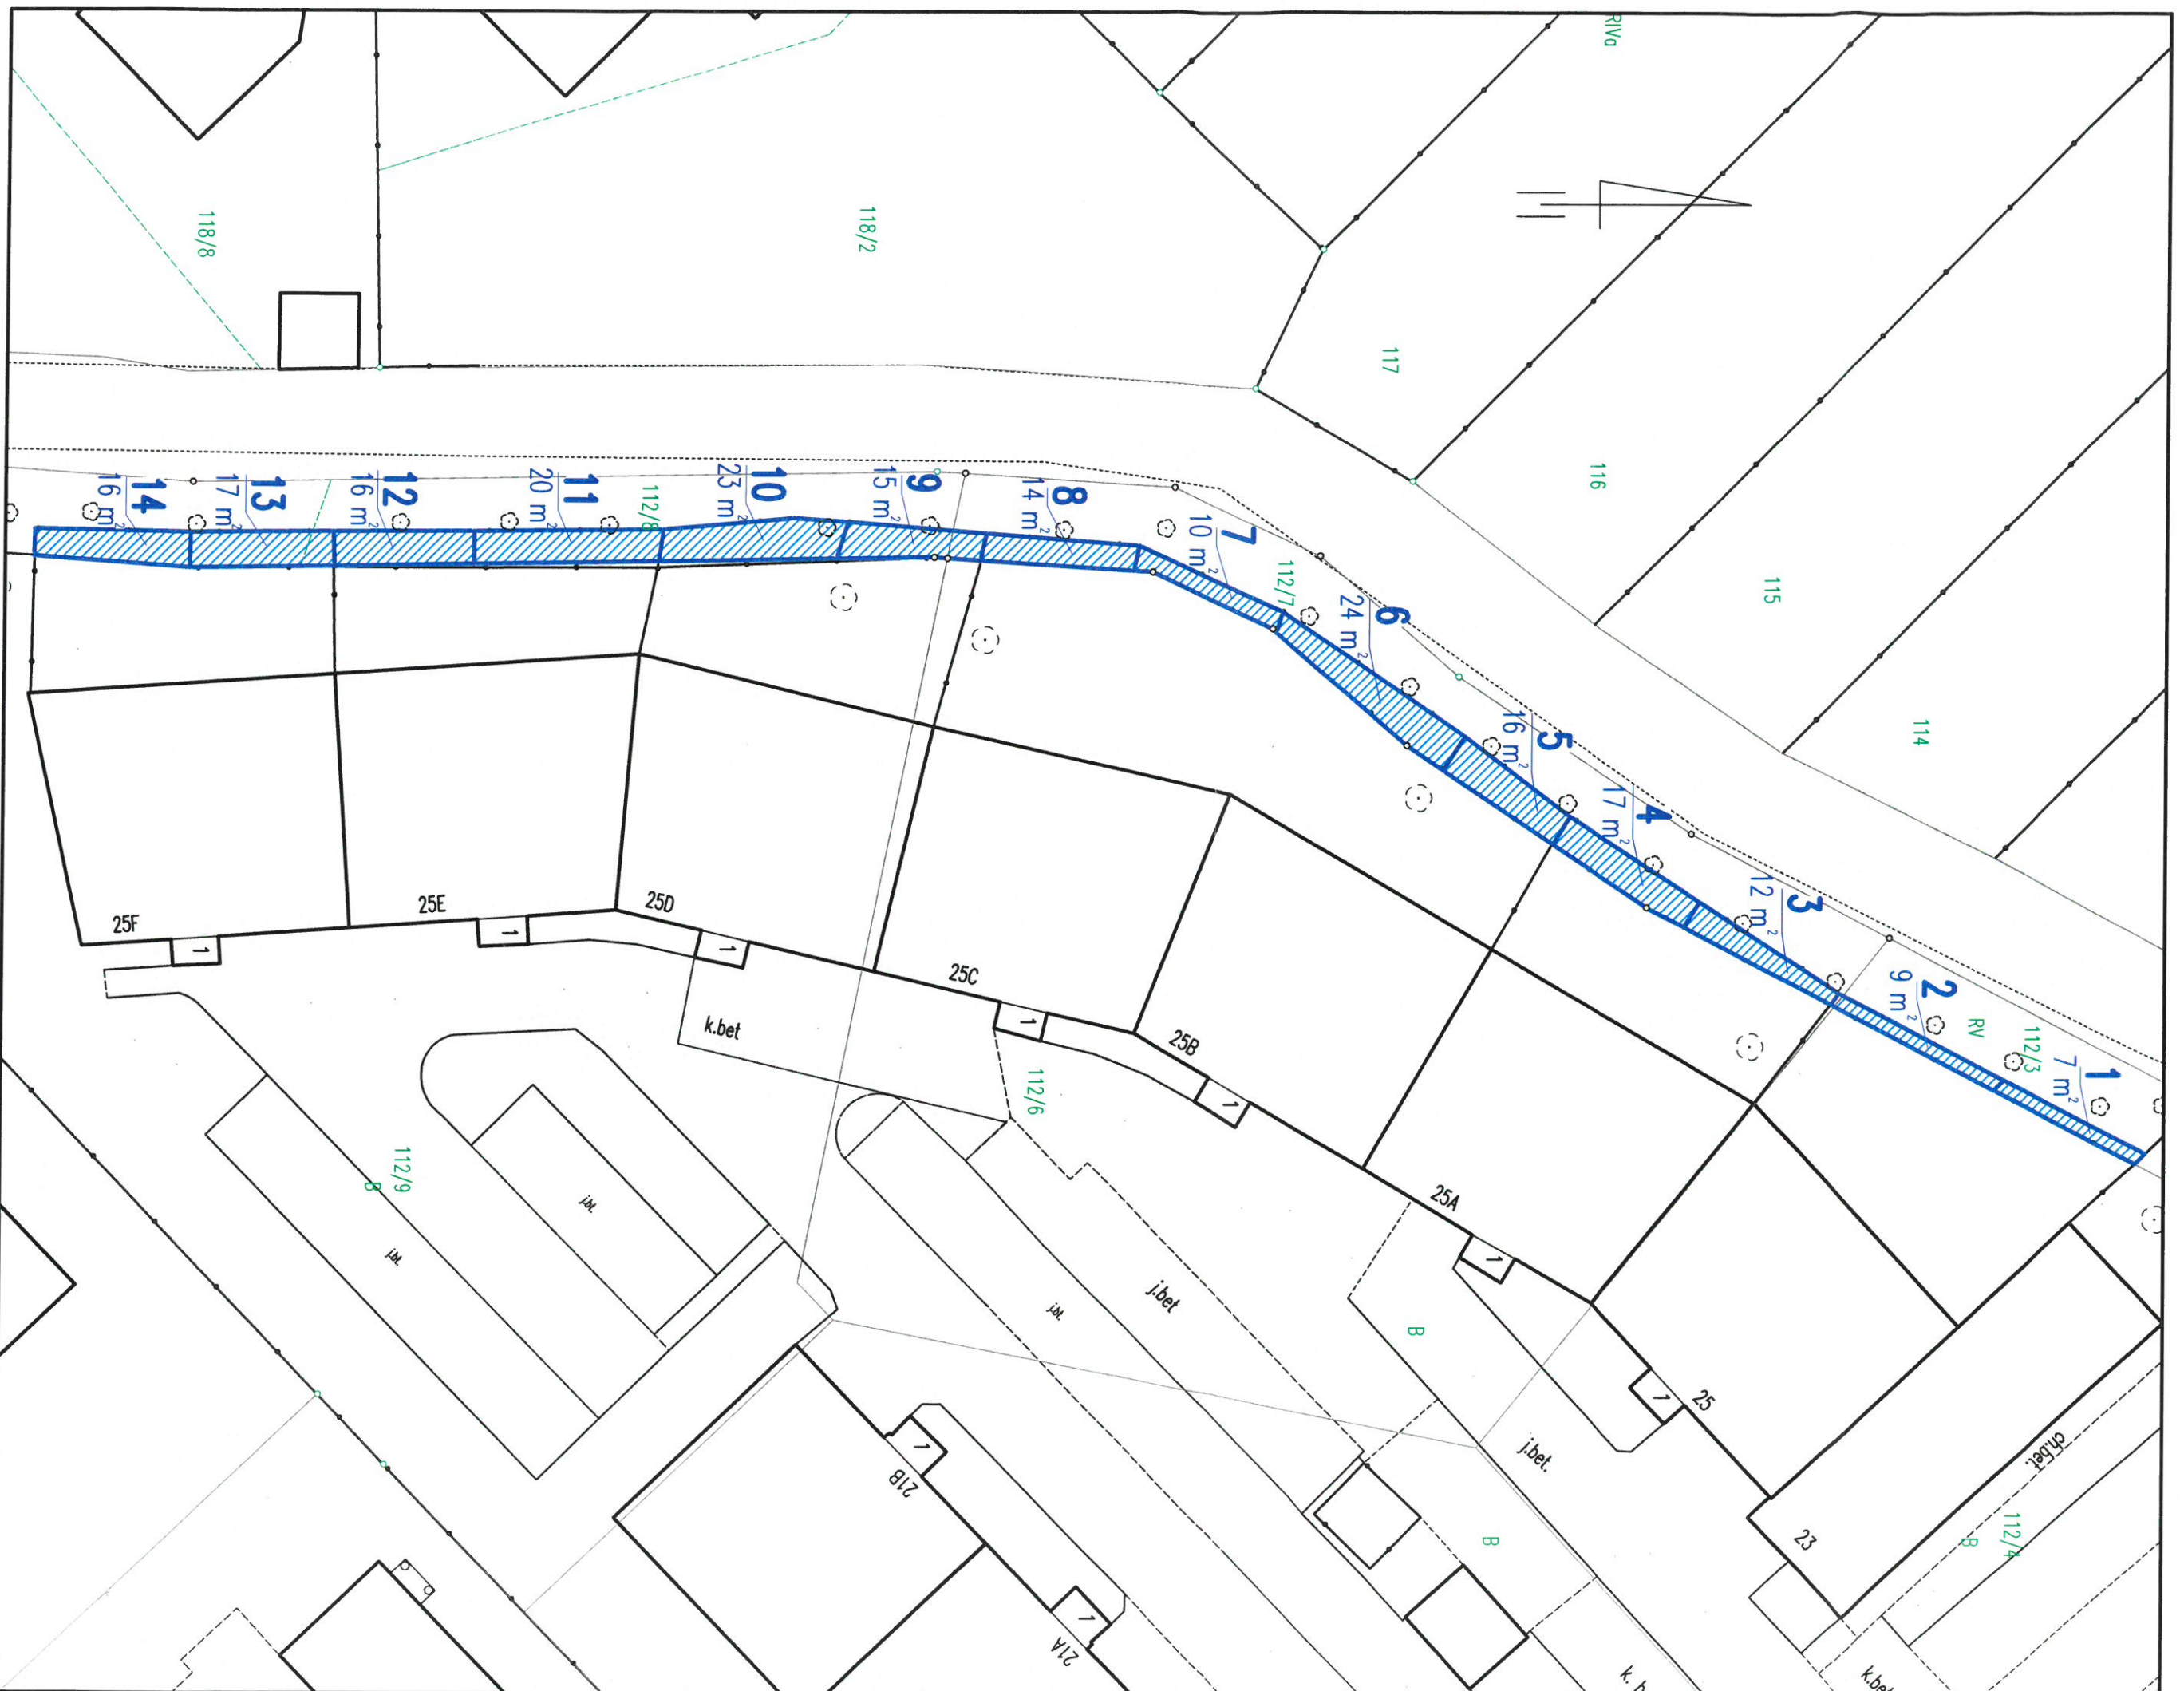 RIVa
118/8
118/2
117
116
115
114
14
16 m²
13
17 m²
12
16 m²
11
20 m²
112/8
10
23 m²
9
15 m²
8
14 m²
7
10 m²
112/7
6
24 m²
5
16 m²
4
17 m²
3
12 m²
2
9 m²
RV
112/3
1
7 m²
25F
1
25E
1
25D
1
25C
1
25B
1
25A
1
25
1
23
k.bet
112/6
112/9
B
j.bt.
j.bt.
j.bt.
j.bet
B
j.bet.
ch.bet.
112/4
B
B
21B
1
21A
1
k.bet